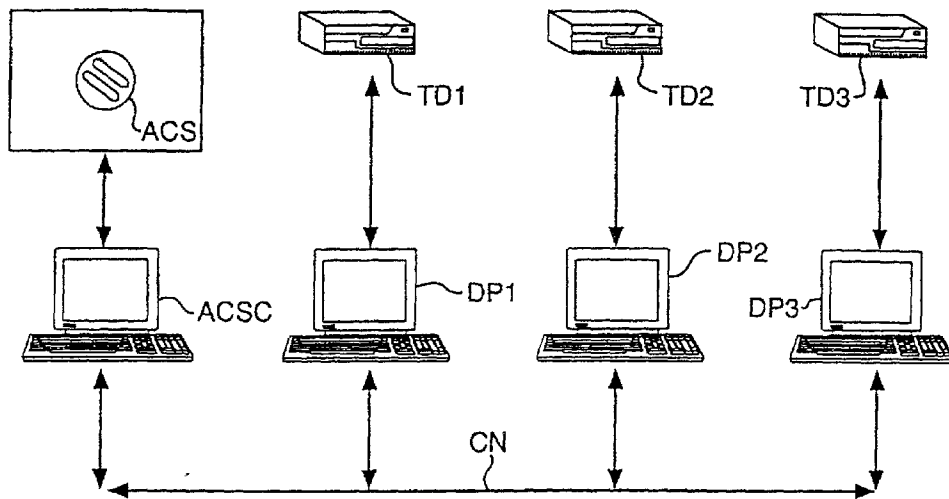 TD1
TD2
TD3
ACS
DP2
ACSC
DP1
DP3
CN